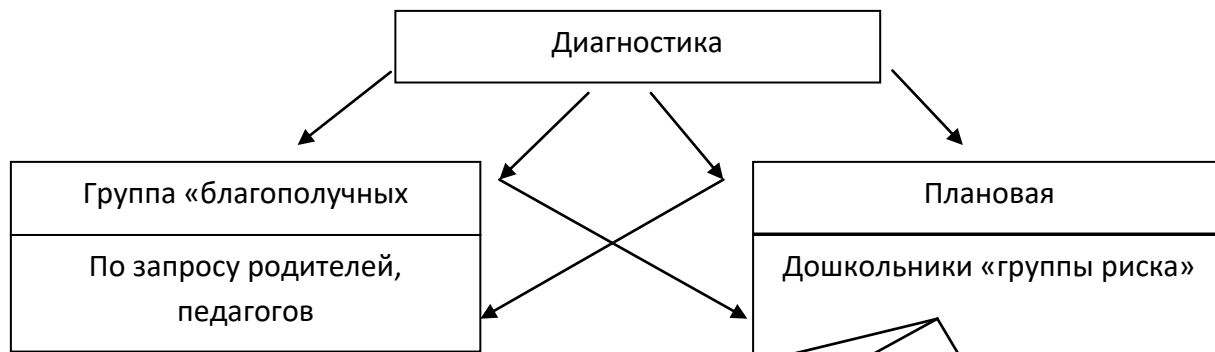 Диагностика
Группа «благополучных
Плановая
По запросу родителей,
педагогов
Дошкольники «группы риска»